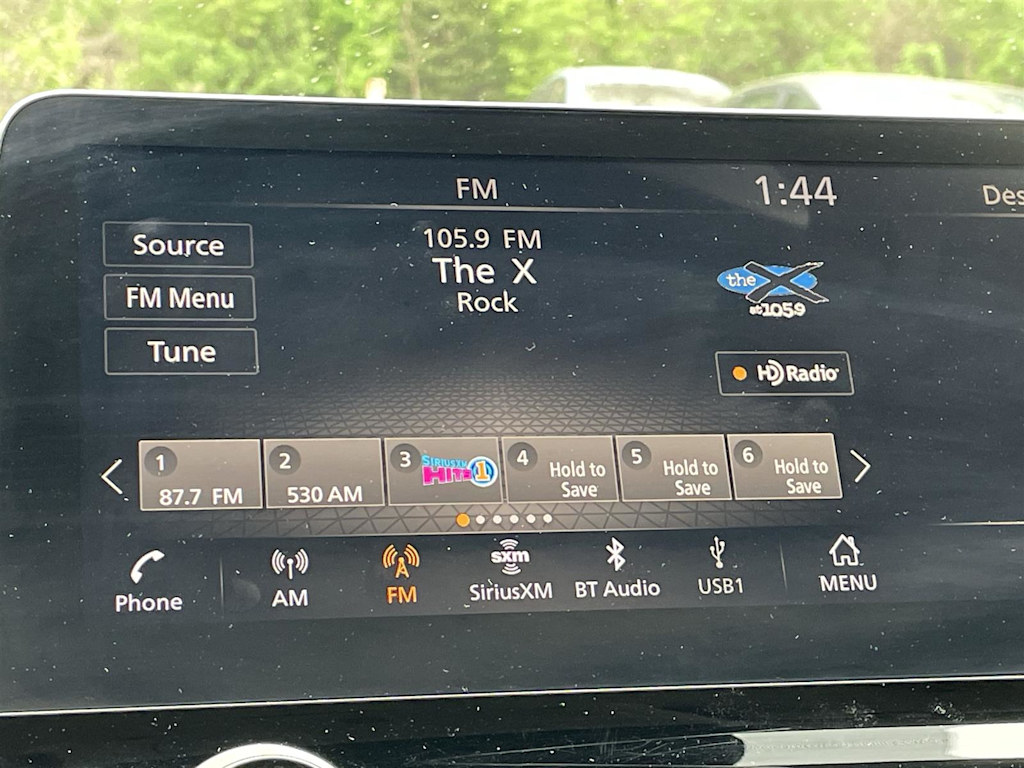 FM
1:44
Des
Source
FM Menu
Tune
105.9 FM
The X
Rock
the X
at 105.9
HD Radio
1
87.7 FM
2
530 AM
3
SIRIUSXM
HITS 1
4
Hold to
Save
5
Hold to
Save
6
Hold to
Save
Phone
AM
FM
sxm
SiriusXM
BT Audio
USB1
MENU